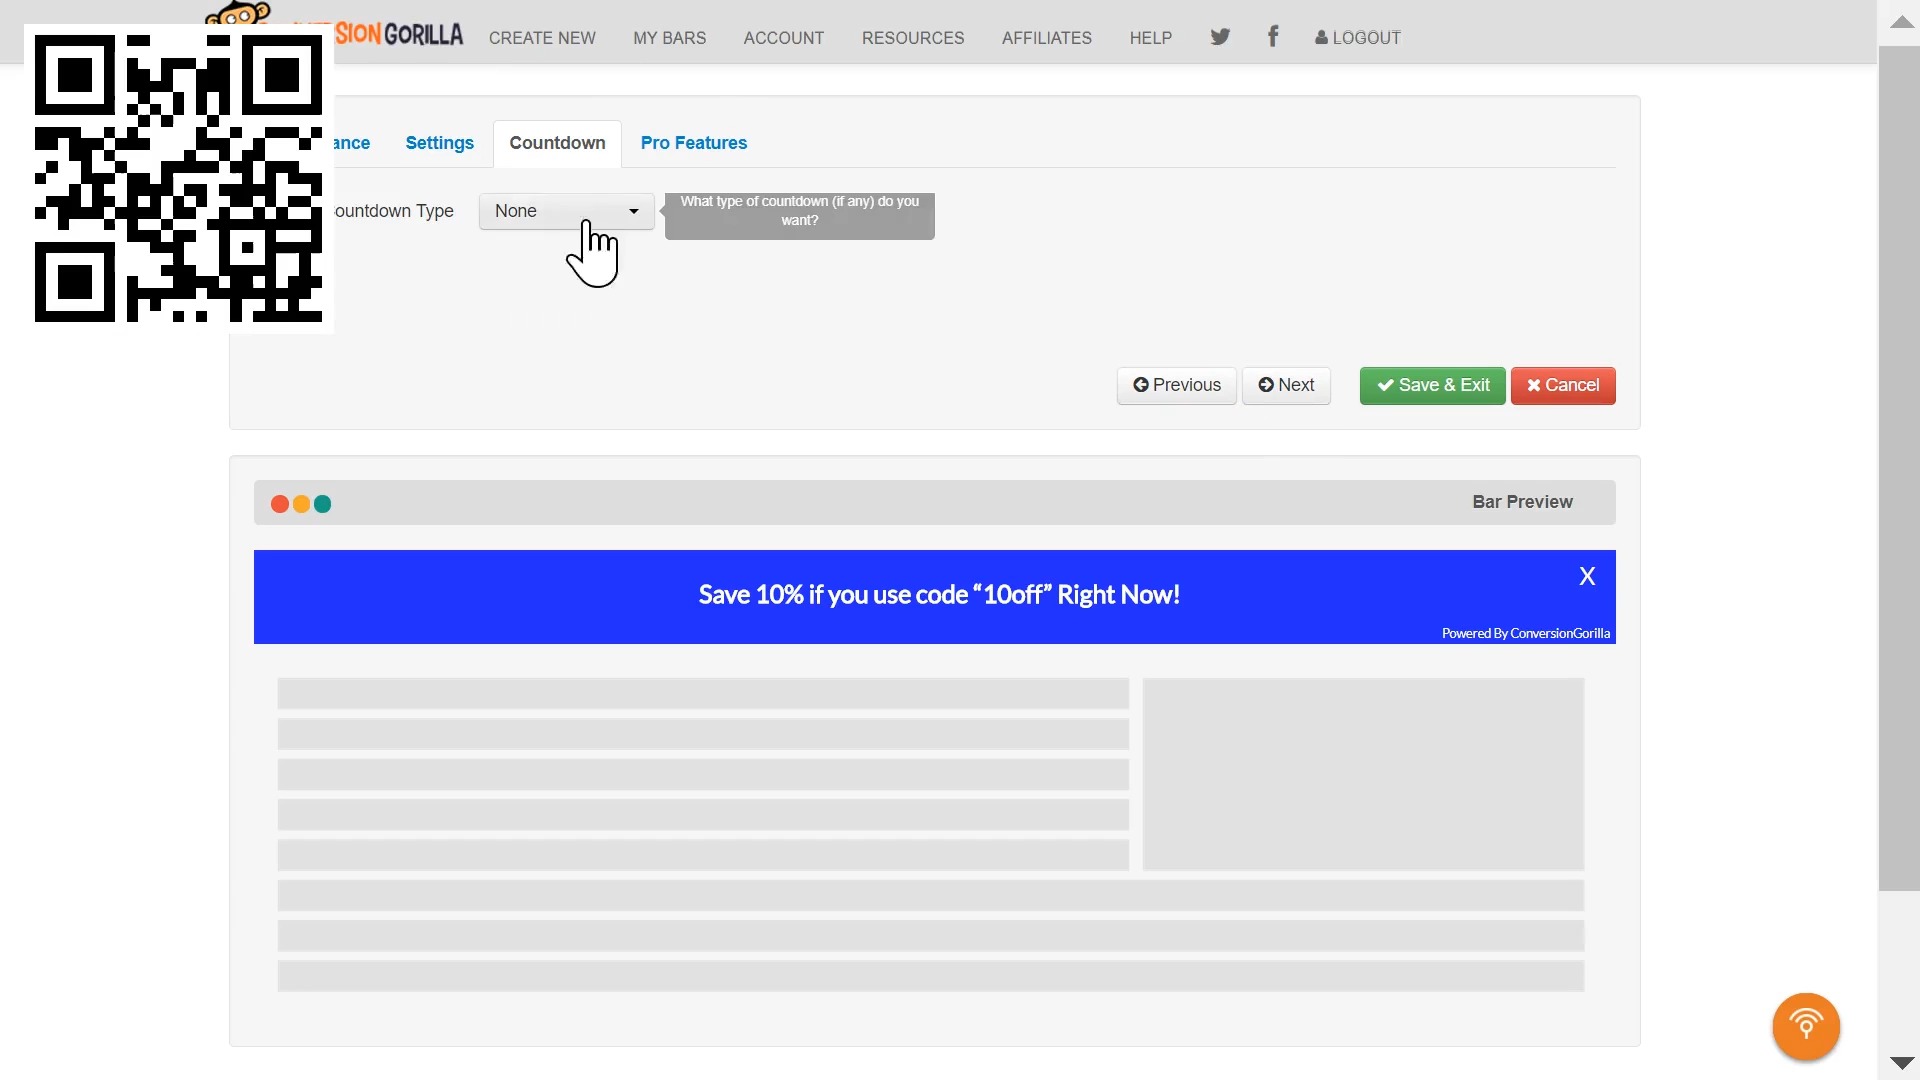 SIONGORILLA
CREATE NEW
MY BARS
ACCOUNT
RESOURCES
AFFILIATES
HELP
LOGOUT
ance
Settings
Countdown
Pro Features
ountdown Type
None
What type of countdown (if any) do you
want?
Previous
Next
Save & Exit
Cancel
Bar Preview
Save 10% if you use code “10off” Right Now!
X
Powered By ConversionGorilla